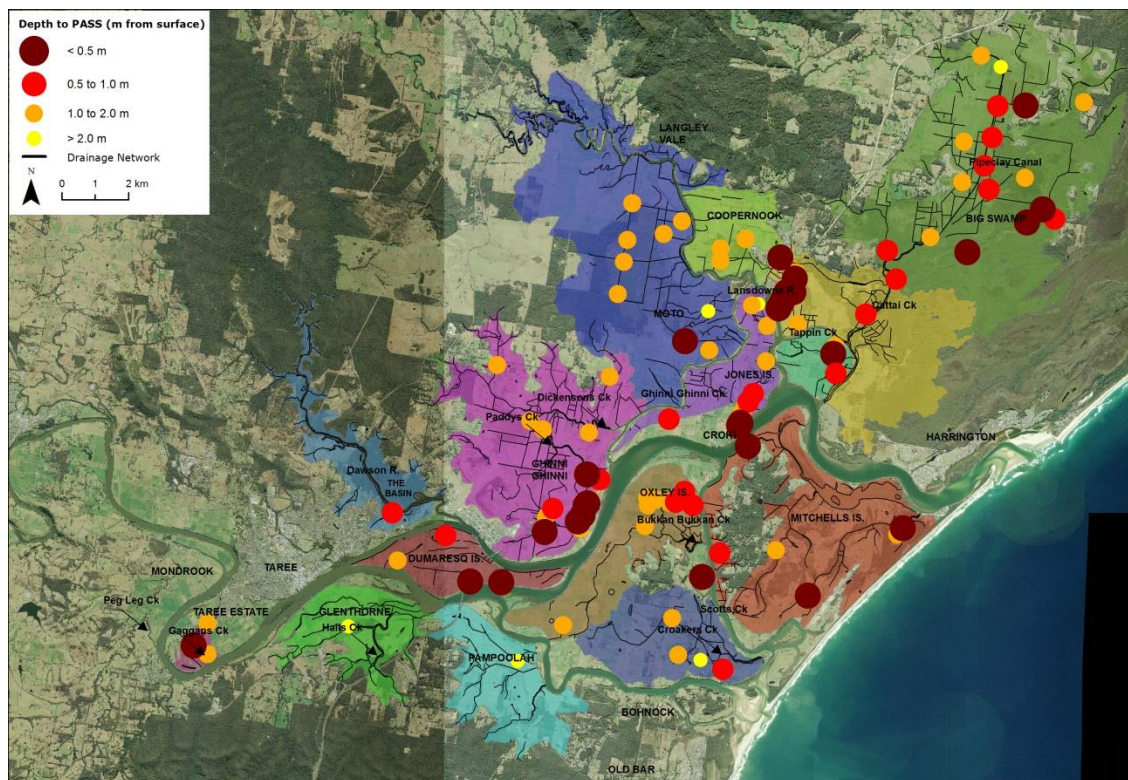 Depth to PASS (m from surface)
< 0.5 m
0.5 to 1.0 m
1.0 to 2.0 m
> 2.0 m
Drainage Network
N
0 1 2 km
LANGLEY
VALE
Pipeclay Canal
COOPERNOOK
BIG SWAMP
Lansdowne R.
Cattai Ck
MOTO
Tappin Ck
JONES IS.
Ghinni Ghinni Ck
Dickensons Ck
Paddys Ck
CROKI
HARRINGTON
GHINNI
GHINNI
Dawson R.
THE
BASIN
OXLEY IS.
Bukkan Bukkan Ck
MITCHELLS IS.
DUMARESQ IS.
MONDROOK
TAREE
Peg Leg Ck
TAREE ESTATE
Gaggans Ck
GLENTHORNE
Halls Ck
Scotts Ck
Croakers Ck
PAMPOOLAH
BOHNOCK
OLD BAR